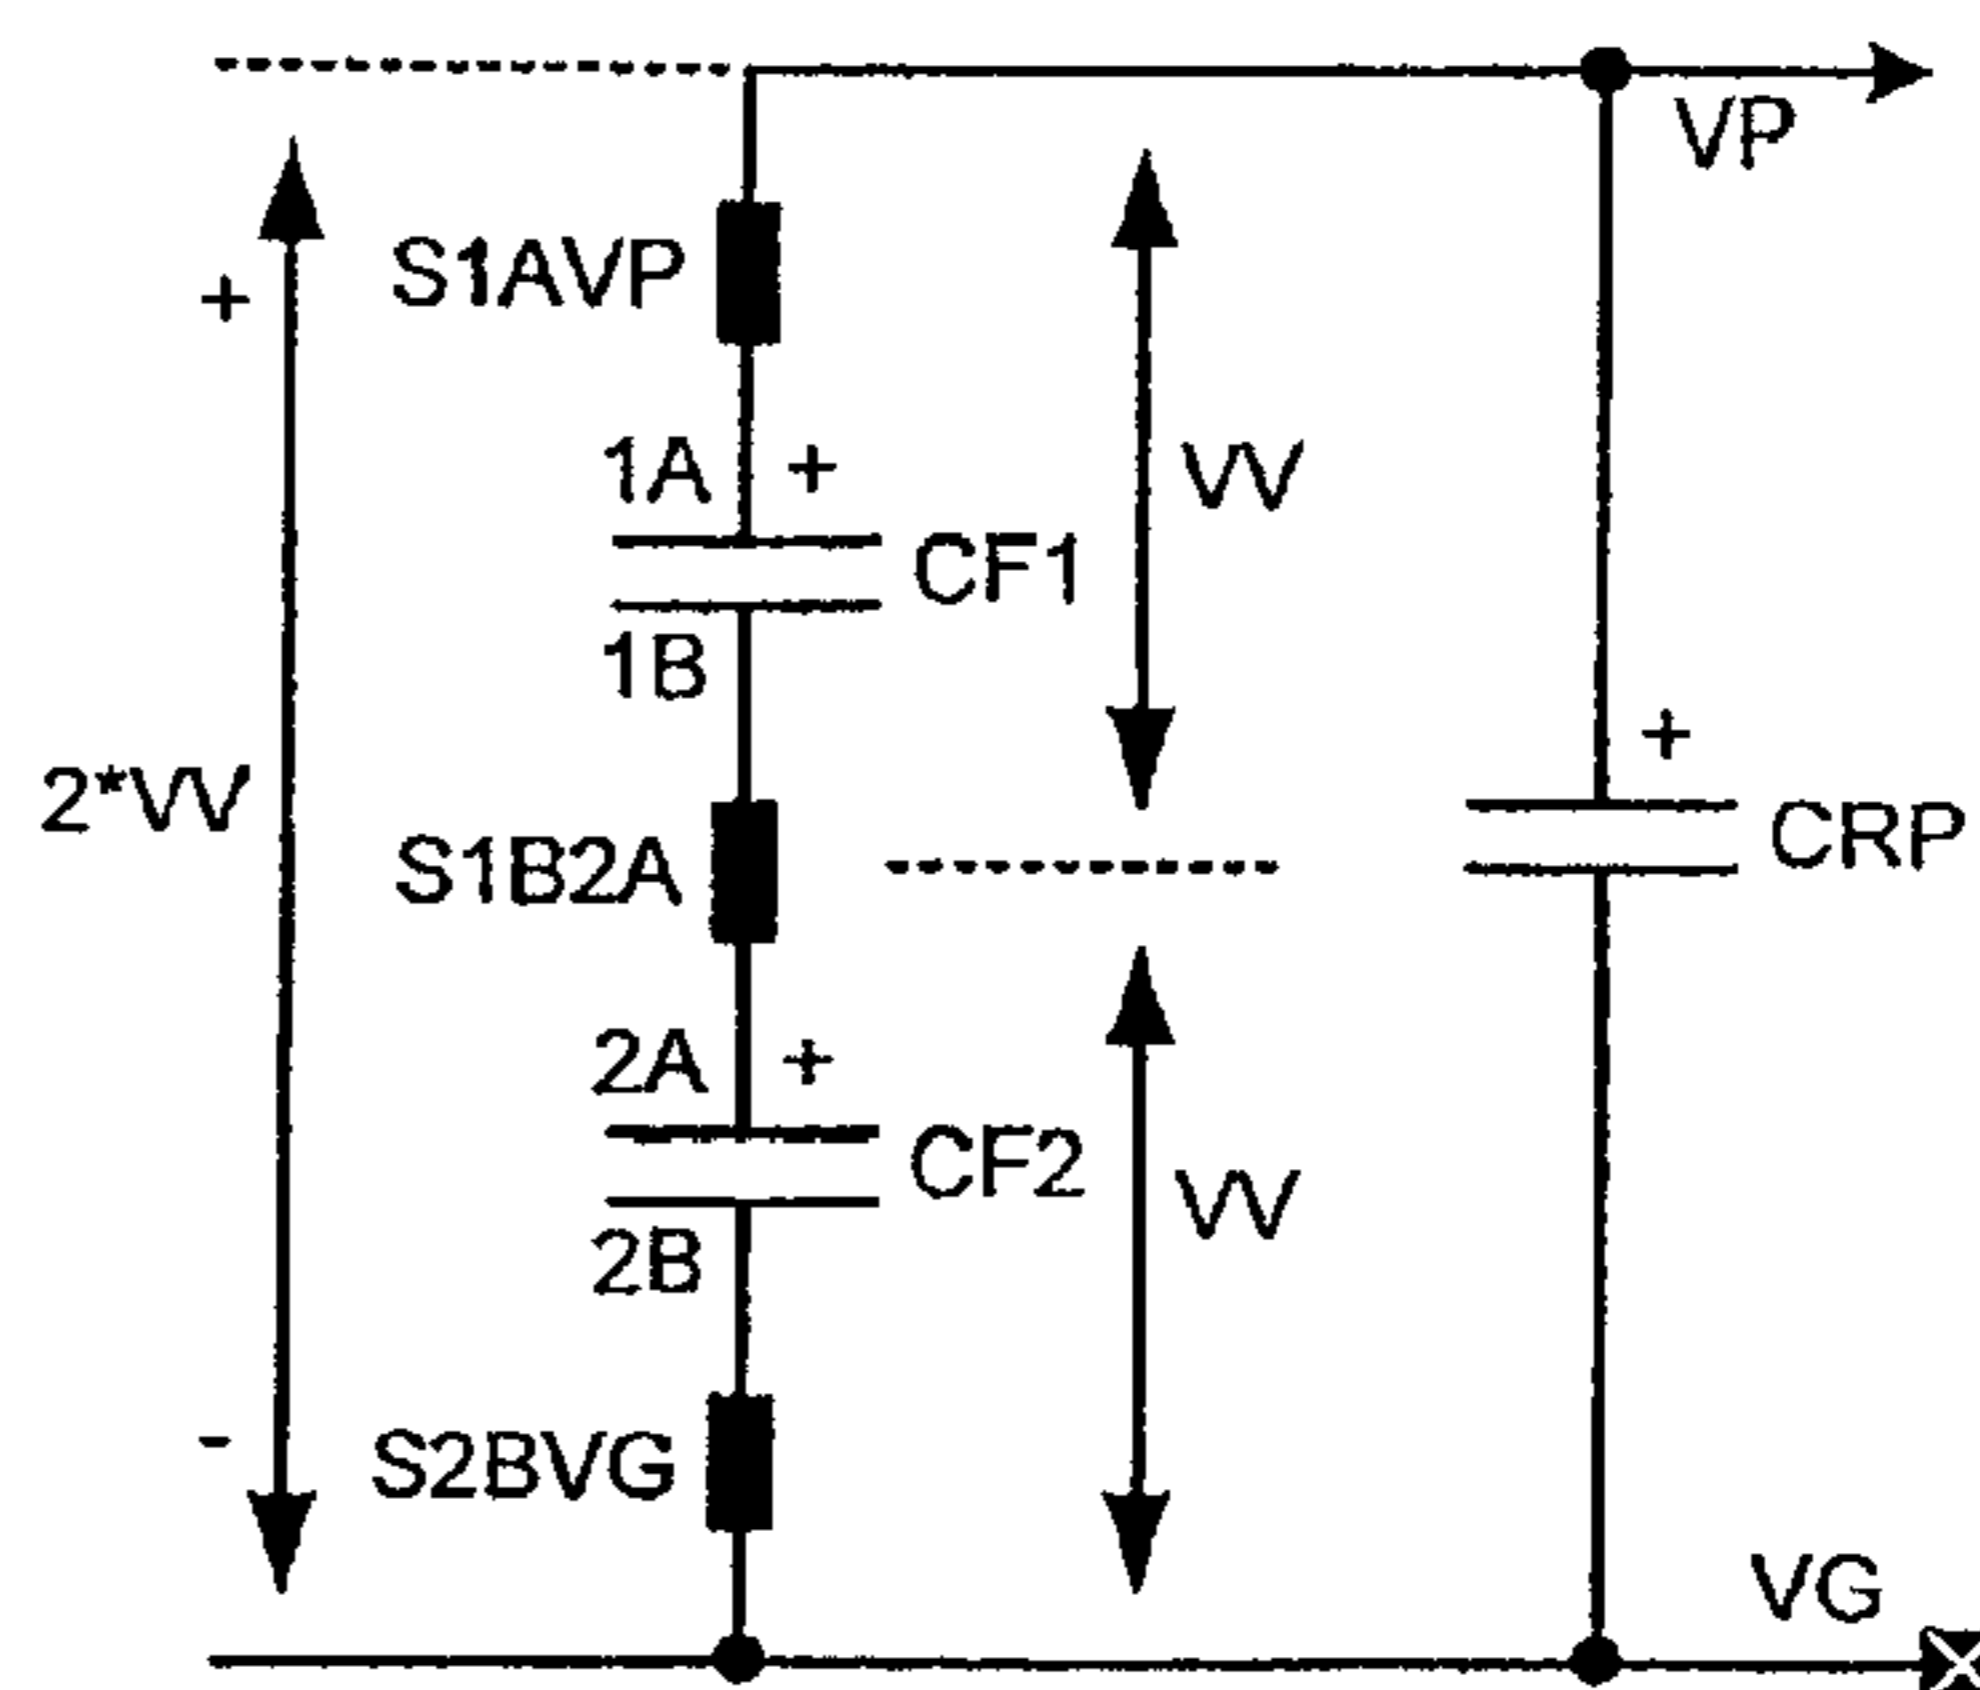 VP
+
S1AVP
1A +
VV
CF1
1B
+
2*VV
S1B2A
CRP
2A +
CF2
VV
2B
-
S2BVG
VG